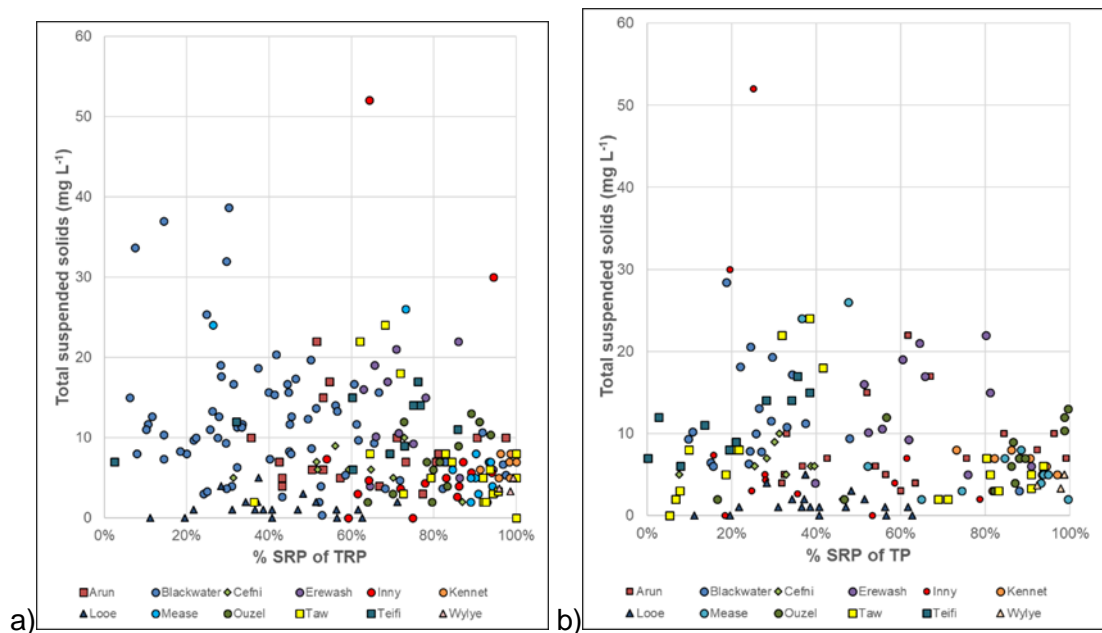 60
50
40
30
20
10
0
Total suspended solids (mg L⁻¹)
0% 20% 40% 60% 80% 100%
% SRP of TRP
Arun Blackwater Cefni Erewash Inny Kennet
Looe Mease Ouzel Taw Teifi Wylye
a)
60
50
40
30
20
10
0
Total suspended solids (mg L⁻¹)
0% 20% 40% 60% 80% 100%
% SRP of TP
Arun Blackwater Cefni Erewash Inny Kennet
Looe Mease Ouzel Taw Teifi Wylye
b)